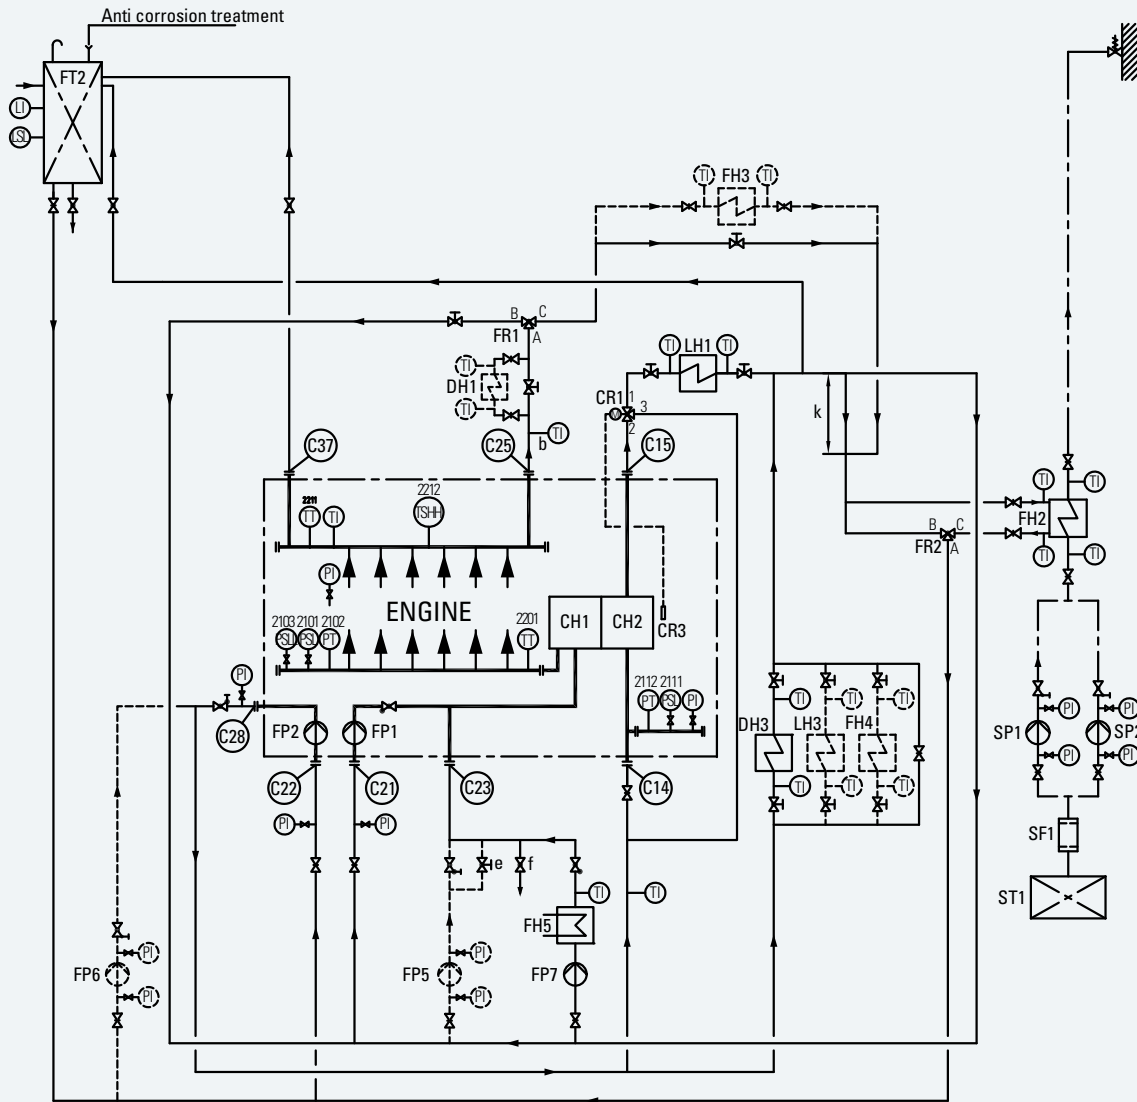 Anti corrosion treatment
FT2
LI
LSL
TI
FH3
TI
B
C
FR1
A
TI
DH1
TI
TI
LH1
TI
CR1
1
M
3
2
k
b
TI
C37
C25
C15
2211
TT
TI
2212
TSHH
TI
FH2
TI
TI
B
C
FR2
A
PI
ENGINE
CH1
CH2
CR3
2103
PSLL
2101
PSL
2102
PT
2201
TT
PI
C28
FP2
FP1
2112
PT
2111
PSL
PI
TI
TI
TI
DH3
LH3
FH4
TI
TI
TI
PI
PI
SP1
SP2
PI
PI
C22
C21
C23
C14
PI
PI
SF1
e
f
TI
TI
ST1
FH5
PI
FP6
PI
PI
FP5
PI
FP7